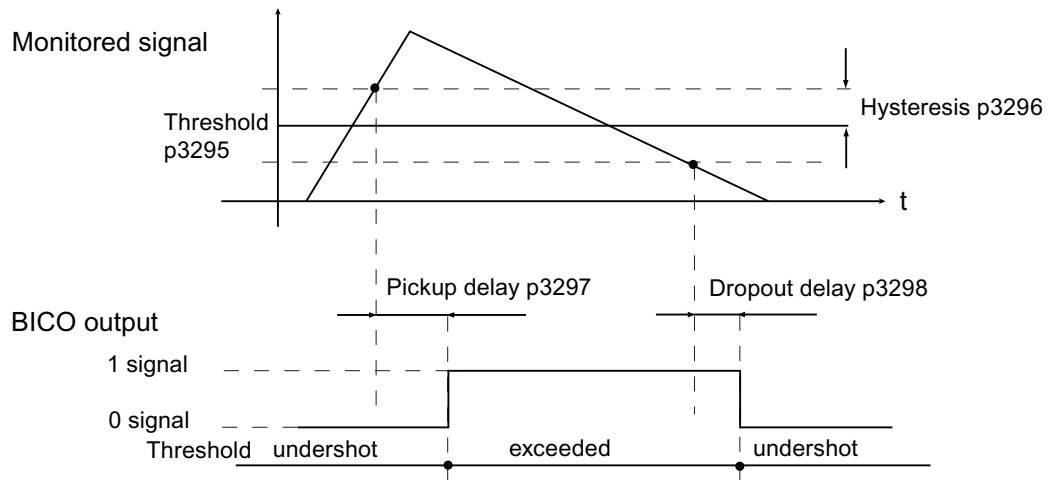 Monitored signal
Threshold
p3295
Hysteresis p3296
t
Pickup delay p3297
Dropout delay p3298
BICO output
1 signal
0 signal
Threshold undershot exceeded undershot